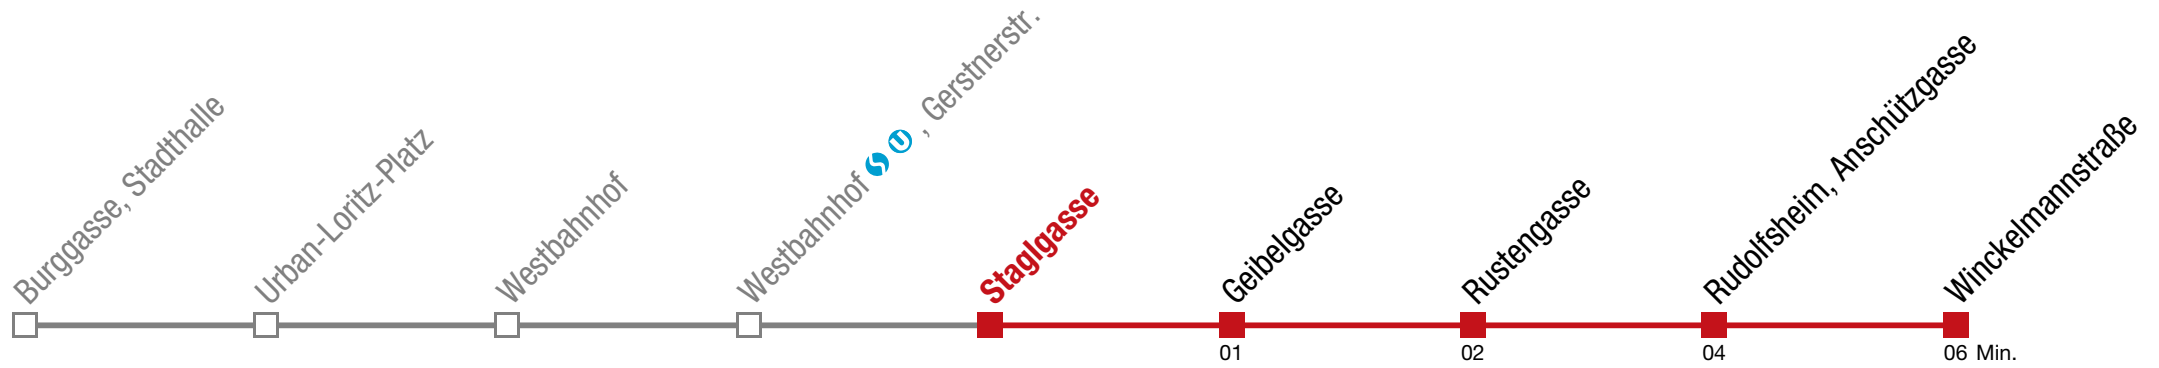 Burggasse, Stadthalle
Urban-Loritz-Platz
Westbahnhof
Westbahnhof S U , Gerstnerstr.
Staglgasse
Geibelgasse
Rustengasse
Rudolfsheim, Anschützgasse
Winckelmannstraße
01
02
04
06 Min.